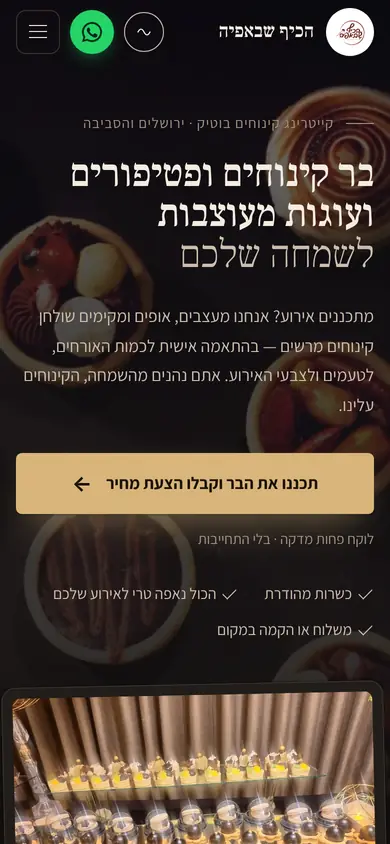 הכיף שבאפיה
קייטרינג קינוחים בוטיק · ירושלים והסביבה
בר קינוחים ופטיפורים
ועוגות מעוצבות
לשמחה שלכם
מתכננים אירוע? אנחנו מעצבים, אופים ומקימים שולחן
קינוחים מרשים — בהתאמה אישית לכמות האורחים,
לטעמים ולצבעי האירוע. אתם נהנים מהשמחה, הקינוחים
עלינו.
תכננו את הבר וקבלו הצעת מחיר ←
לוקח פחות מדקה · בלי התחייבות
✓ כשרות מהודרת ✓ הכול נאפה טרי לאירוע שלכם
✓ משלוח או הקמה במקום